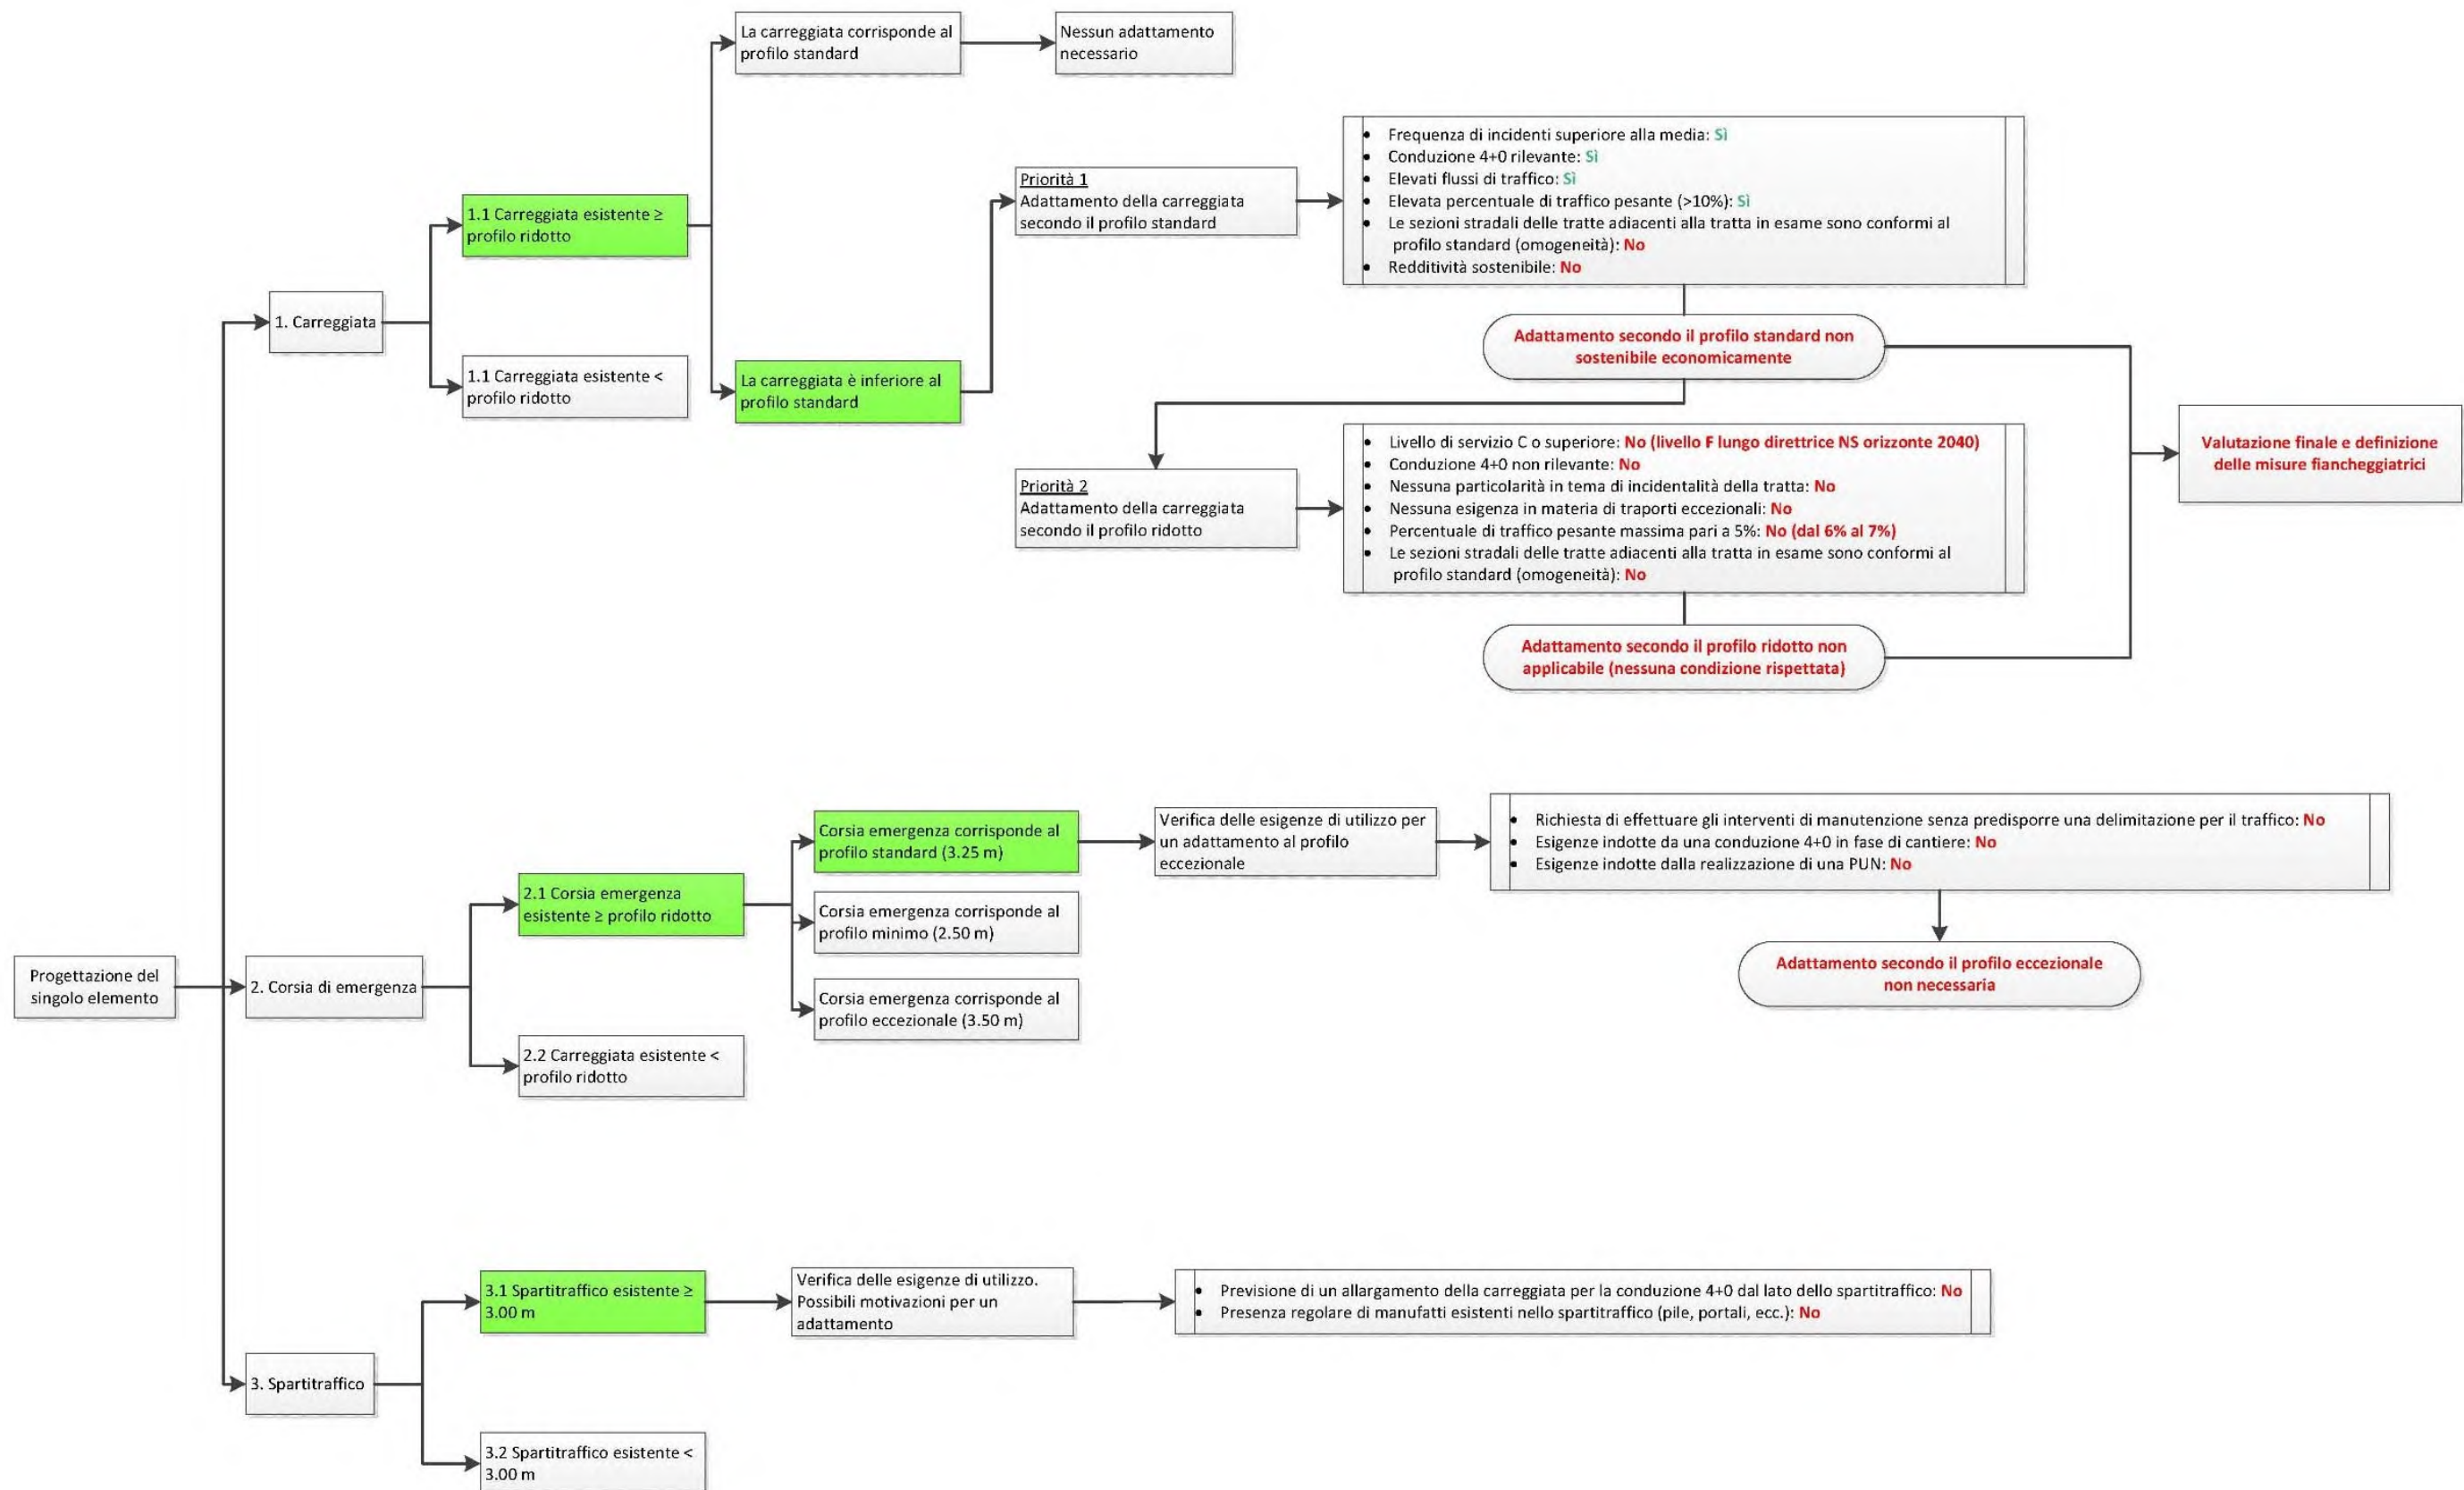 La carreggiata corrisponde al
profilo standard
Nessun adattamento
necessario
1.1 Carreggiata esistente ≥
profilo ridotto
1. Carreggiata
1.1 Carreggiata esistente <
profilo ridotto
La carreggiata è inferiore al
profilo standard
Priorità 1
Adattamento della carreggiata
secondo il profilo standard
• Frequenza di incidenti superiore alla media: Sì
• Conduzione 4+0 rilevante: Sì
• Elevati flussi di traffico: Sì
• Elevata percentuale di traffico pesante (>10%): Sì
• Le sezioni stradali delle tratte adiacenti alla tratta in esame sono conformi al
profilo standard (omogeneità): No
• Redditività sostenibile: No
Adattamento secondo il profilo standard non
sostenibile economicamente
Priorità 2
Adattamento della carreggiata
secondo il profilo ridotto
• Livello di servizio C o superiore: No (livello F lungo direttrice NS orizzonte 2040)
• Conduzione 4+0 non rilevante: No
• Nessuna particolarità in tema di incidentalità della tratta: No
• Nessuna esigenza in materia di traporti eccezionali: No
• Percentuale di traffico pesante massima pari a 5%: No (dal 6% al 7%)
• Le sezioni stradali delle tratte adiacenti alla tratta in esame sono conformi al
profilo standard (omogeneità): No
Adattamento secondo il profilo ridotto non
applicabile (nessuna condizione rispettata)
Valutazione finale e definizione
delle misure fiancheggiatrici
Progettazione del
singolo elemento
2. Corsia di emergenza
2.1 Corsia emergenza
esistente ≥ profilo ridotto
2.2 Carreggiata esistente <
profilo ridotto
Corsia emergenza corrisponde al
profilo standard (3.25 m)
Corsia emergenza corrisponde al
profilo minimo (2.50 m)
Corsia emergenza corrisponde al
profilo eccezionale (3.50 m)
Verifica delle esigenze di utilizzo per
un adattamento al profilo
eccezionale
• Richiesta di effettuare gli interventi di manutenzione senza predisporre una delimitazione per il traffico: No
• Esigenze indotte da una conduzione 4+0 in fase di cantiere: No
• Esigenze indotte dalla realizzazione di una PUN: No
Adattamento secondo il profilo eccezionale
non necessaria
3. Spartitraffico
3.1 Spartitraffico esistente ≥
3.00 m
3.2 Spartitraffico esistente <
3.00 m
Verifica delle esigenze di utilizzo.
Possibili motivazioni per un
adattamento
• Previsione di un allargamento della carreggiata per la conduzione 4+0 dal lato dello spartitraffico: No
• Presenza regolare di manufatti esistenti nello spartitraffico (pile, portali, ecc.): No